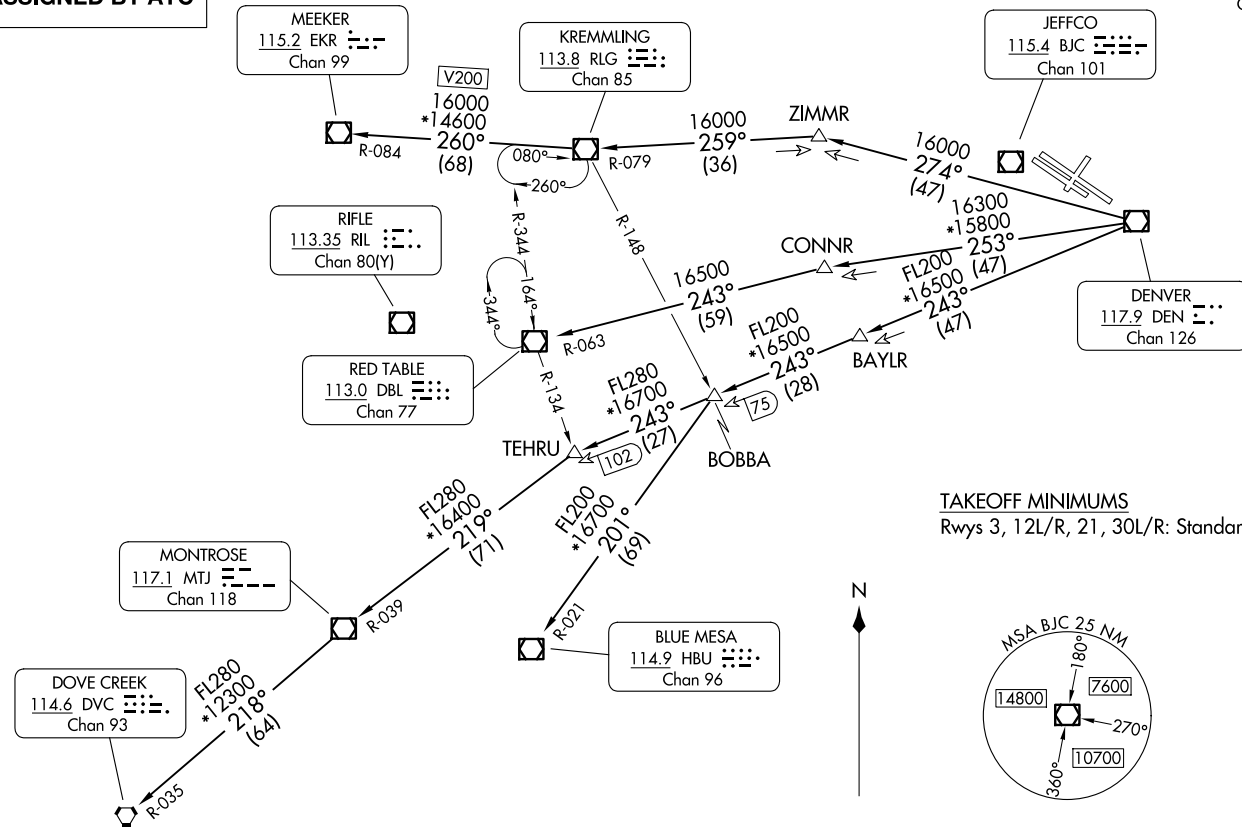 ASSIGNED BY ATC
MEEKER
115.2 EKR
Chan 99
KREMMLING
113.8 RLG
Chan 85
JEFFCO
115.4 BJC
Chan 101
V200
16000
*14600
260°
(68)
R-084
080°
260°
R-079
16000
259°
(36)
ZIMMR
16000
274°
(47)
16300
*15800
253°
(47)
CONNR
FL200
*16500
243°
(47)
DENVER
117.9 DEN
Chan 126
RIFLE
113.35 RIL
Chan 80(Y)
R-344
164°
344°
R-148
16500
243°
(59)
R-063
RED TABLE
113.0 DBL
Chan 77
R-134
BAYLR
FL200
*16500
243°
(28)
75
BOBBA
FL280
*16700
243°
(27)
TEHRU
102
FL280
*16400
219°
(71)
FL200
*16700
201°
(69)
TAKEOFF MINIMUMS
Rwys 3, 12L/R, 21, 30L/R: Standar
MONTROSE
117.1 MTJ
Chan 118
R-039
R-021
BLUE MESA
114.9 HBU
Chan 96
N
MSA BJC 25 NM
180°
14800
7600
270°
10700
360°
DOVE CREEK
114.6 DVC
Chan 93
FL280
*12300
218°
(64)
R-035